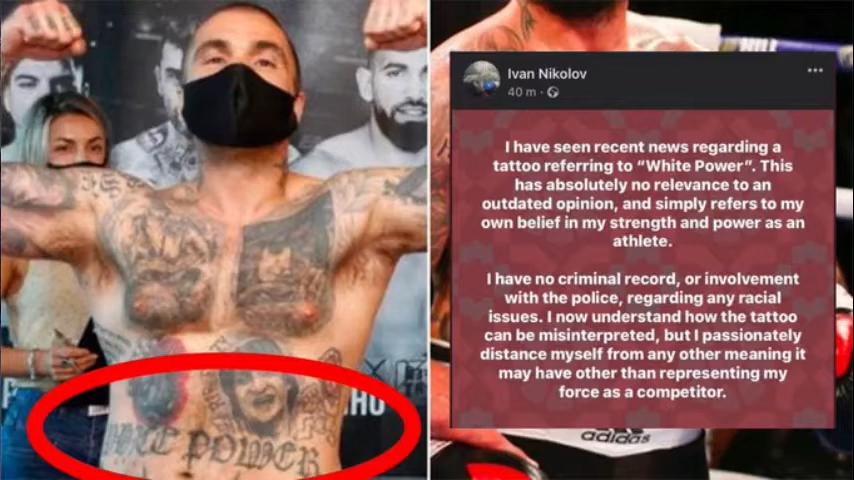 POWER
Ivan Nikolov
40 m ·
I have seen recent news regarding a
tattoo referring to “White Power”. This
has absolutely no relevance to an
outdated opinion, and simply refers to my
own belief in my strength and power as an
athlete.
I have no criminal record, or involvement
with the police, regarding any racial
issues. I now understand how the tattoo
can be misinterpreted, but I passionately
distance myself from any other meaning it
may have other than representing my
force as a competitor.
adidas